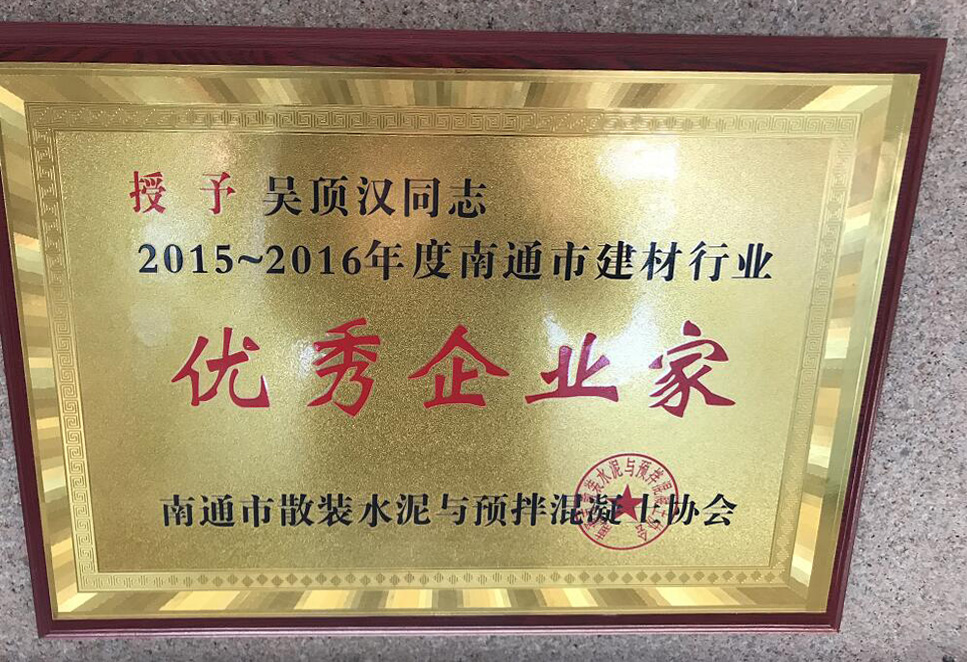 授予 吴顶汉同志
2015~2016年度南通市建材行业
优秀企业家
南通市散装水泥与预拌混凝土协会